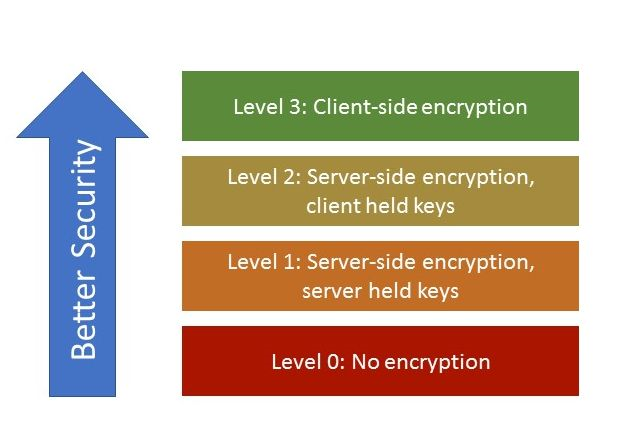 Better Security
Level 3: Client-side encryption
Level 2: Server-side encryption,
client held keys
Level 1: Server-side encryption,
server held keys
Level 0: No encryption